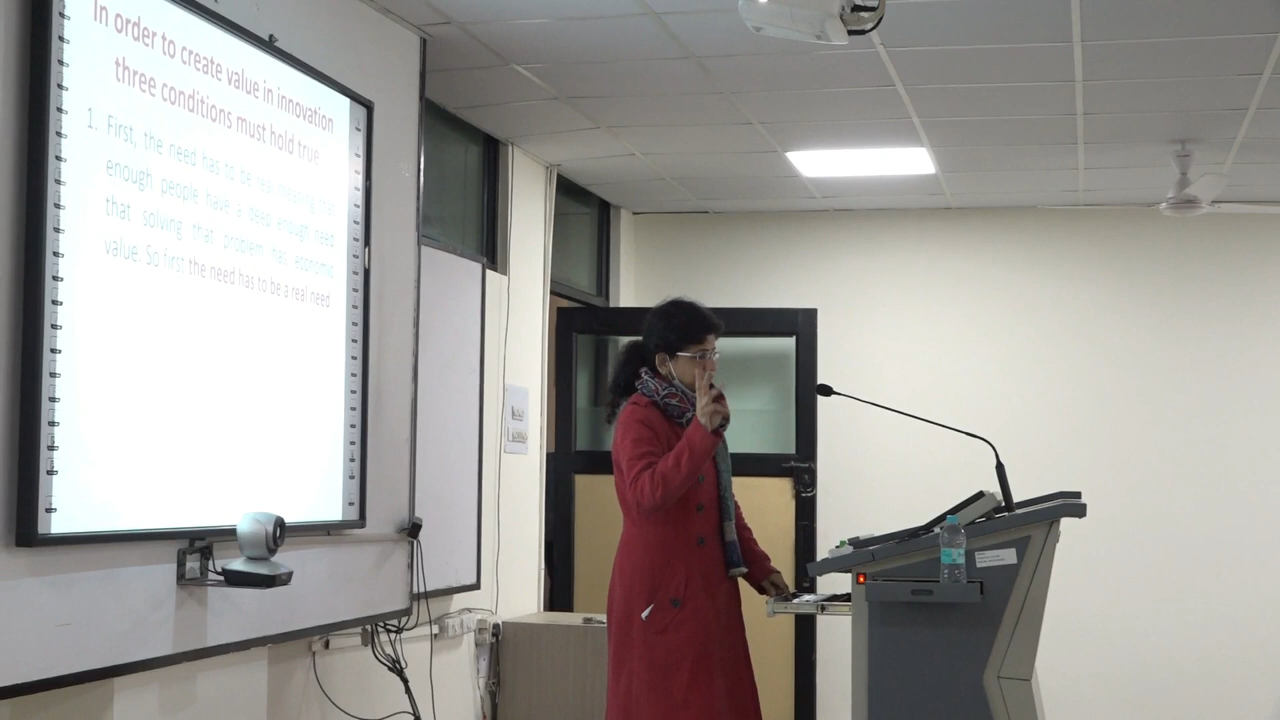 In order to create value in innovation
three conditions must hold true
1. First, the need has to be real meaning that
enough people have a deep enough need
that solving that problem has economic
value. So first the need has to be a real need